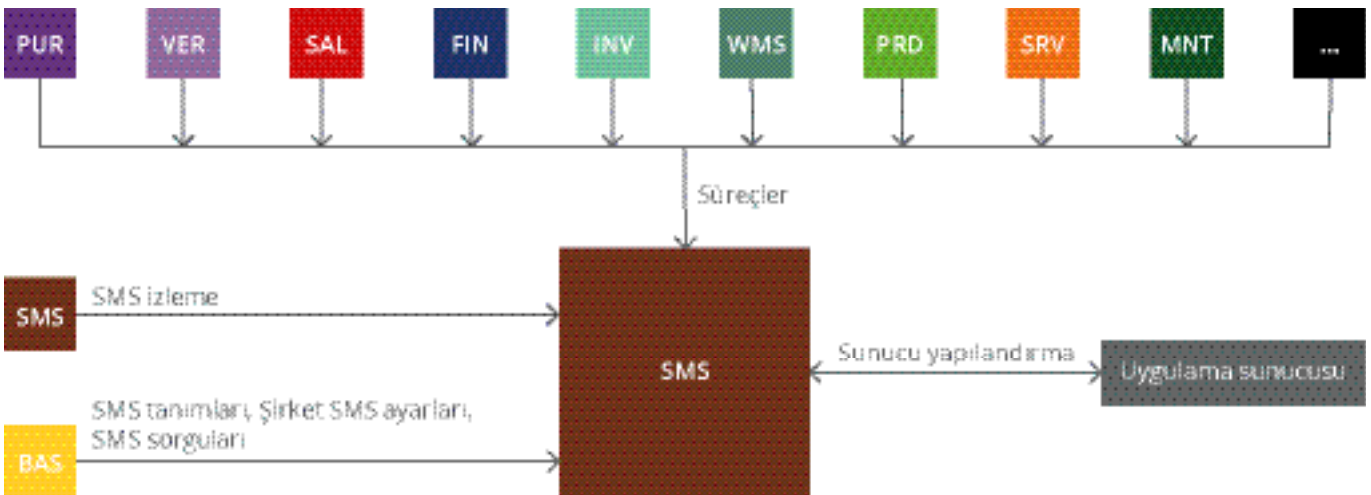 PUR VER SAL FIN INV WMS PRD SRV MNT ...
Süreçler
SMS
SMS izleme
SMS
Sunucu yapılandırma
Uygulama sunucusu
SMS tanımları, Şirket SMS ayarları,
SMS sorguları
BAS